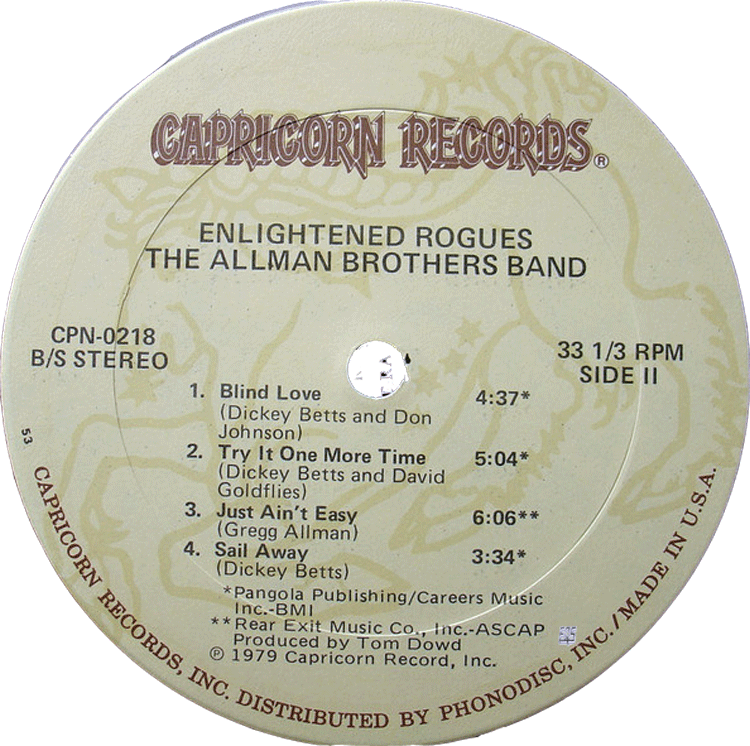 CAPRICORN RECORDS®
ENLIGHTENED ROGUES
THE ALLMAN BROTHERS BAND
CPN-0218
B/S STEREO
33 1/3 RPM
SIDE II
1. Blind Love 4:37*
(Dickey Betts and Don
Johnson)
2. Try It One More Time 5:04*
(Dickey Betts and David
Goldflies)
3. Just Ain't Easy 6:06**
(Gregg Allman)
4. Sail Away 3:34*
(Dickey Betts)
*Pangola Publishing/Careers Music
Inc.-BMI
**Rear Exit Music Co., Inc.-ASCAP
Produced by Tom Dowd
℗ 1979 Capricorn Record, Inc.
53
CAPRICORN RECORDS, INC. DISTRIBUTED BY PHONODISC, INC./MADE IN U.S.A.